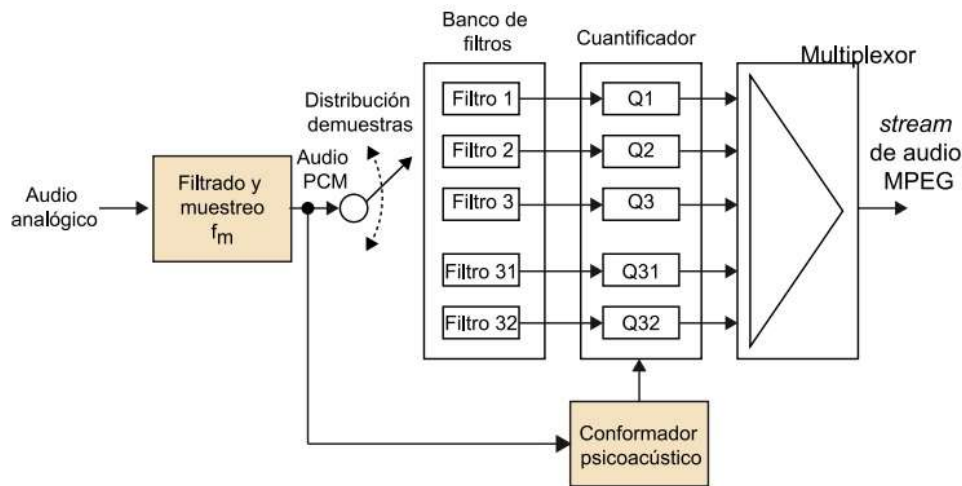 Banco de
filtros
Cuantificador
Multiplexor
Distribución
demuestras
Audio
PCM
Audio
analógico
Filtrado y
muestreo
fm
Filtro 1
Filtro 2
Filtro 3
Filtro 31
Filtro 32
Q1
Q2
Q3
Q31
Q32
stream
de audio
MPEG
Conformador
psicoacústico